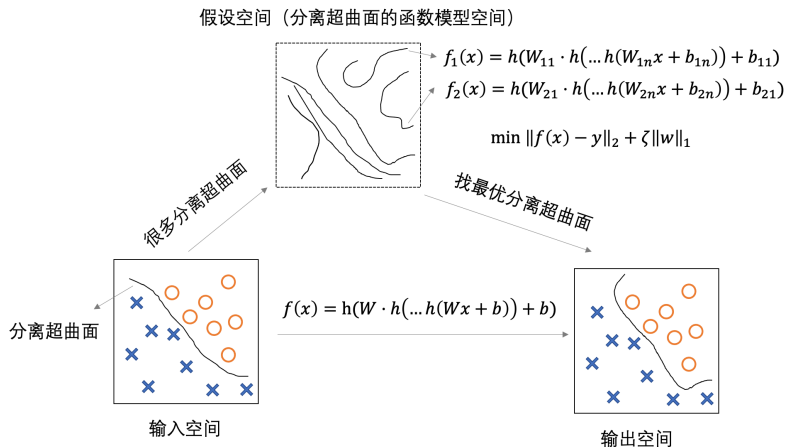 假设空间（分离超曲面的函数模型空间）
f₁(x) = h(W₁₁ · h(… h(W₁ₙx + b₁ₙ)) + b₁₁)
f₂(x) = h(W₂₁ · h(… h(W₂ₙx + b₂ₙ)) + b₂₁)
min ‖f(x) − y‖₂ + ζ‖w‖₁
很多分离超曲面
找最优分离超曲面
f(x) = h(W · h(… h(Wx + b)) + b)
分离超曲面
输入空间
输出空间